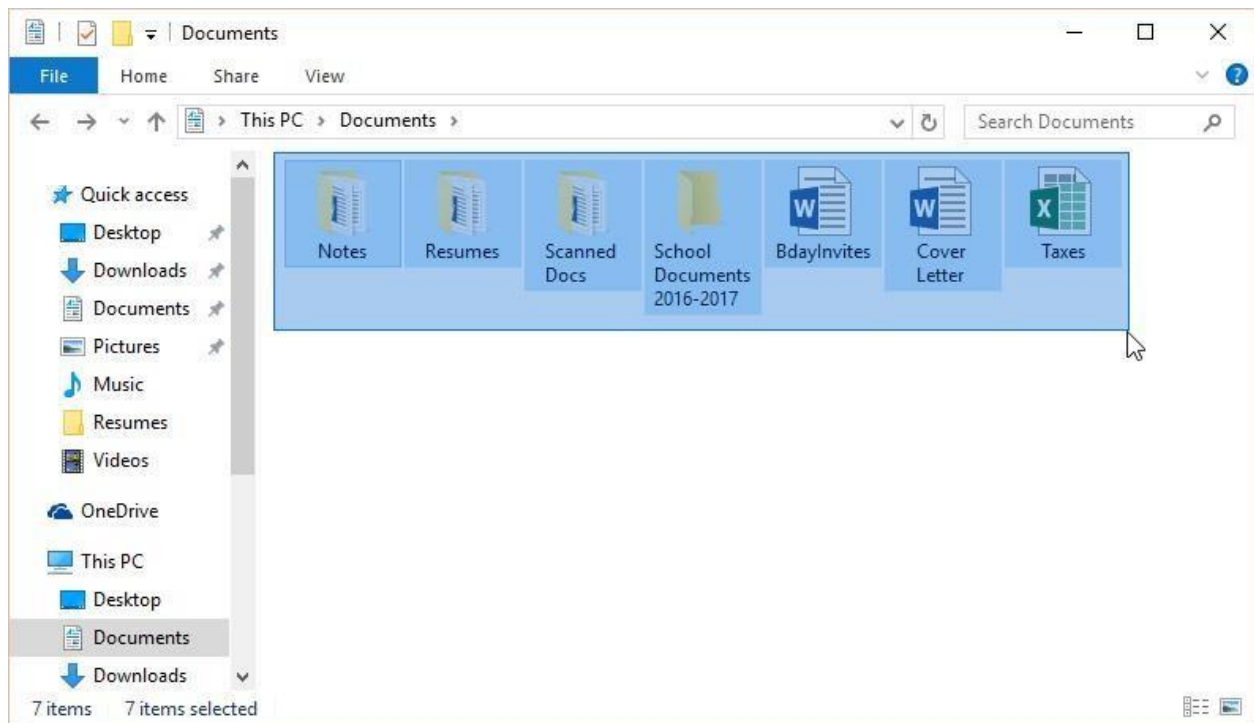 Documents
File Home Share View
This PC Documents
Search Documents
Quick access
Desktop
Downloads
Documents
Pictures
Music
Resumes
Videos
OneDrive
This PC
Desktop
Documents
Downloads
Notes
Resumes
Scanned
Docs
School
Documents
2016-2017
BdayInvites
Cover
Letter
Taxes
7 items 7 items selected